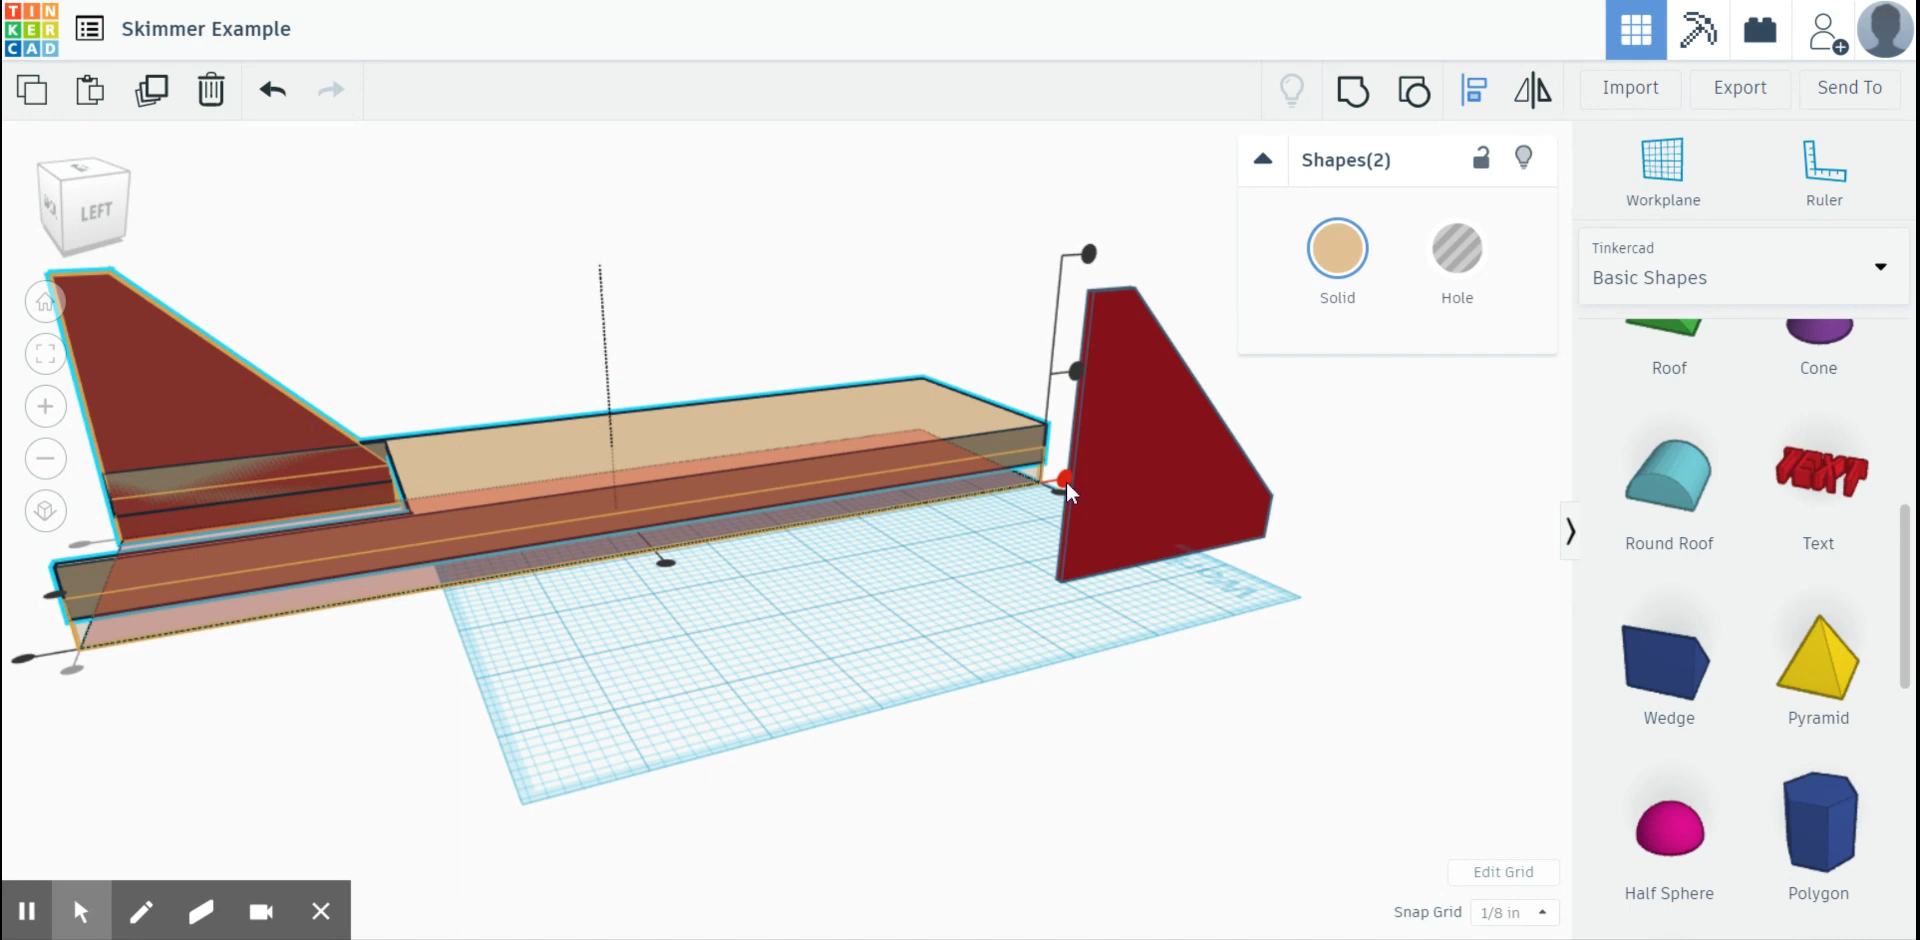 TIN
KER
CAD
Skimmer Example
Import
Export
Send To
LEFT
Shapes(2)
Solid
Hole
Workplane
Ruler
Tinkercad
Basic Shapes
Roof
Cone
Round Roof
TEXT
Text
Wedge
Pyramid
Half Sphere
Polygon
Edit Grid
Snap Grid
1/8 in